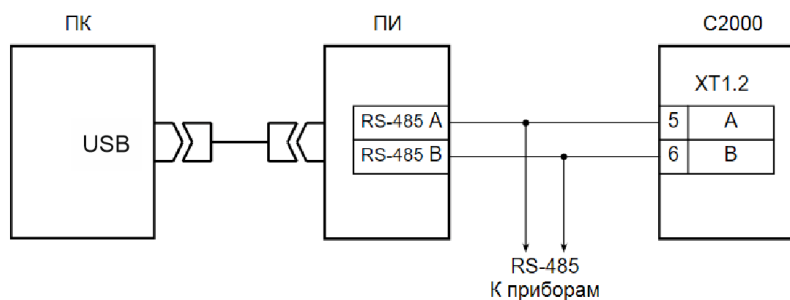 ПК
ПИ
С2000
USB
RS-485 A
RS-485 B
XT1.2
5 A
6 B
RS-485
К приборам